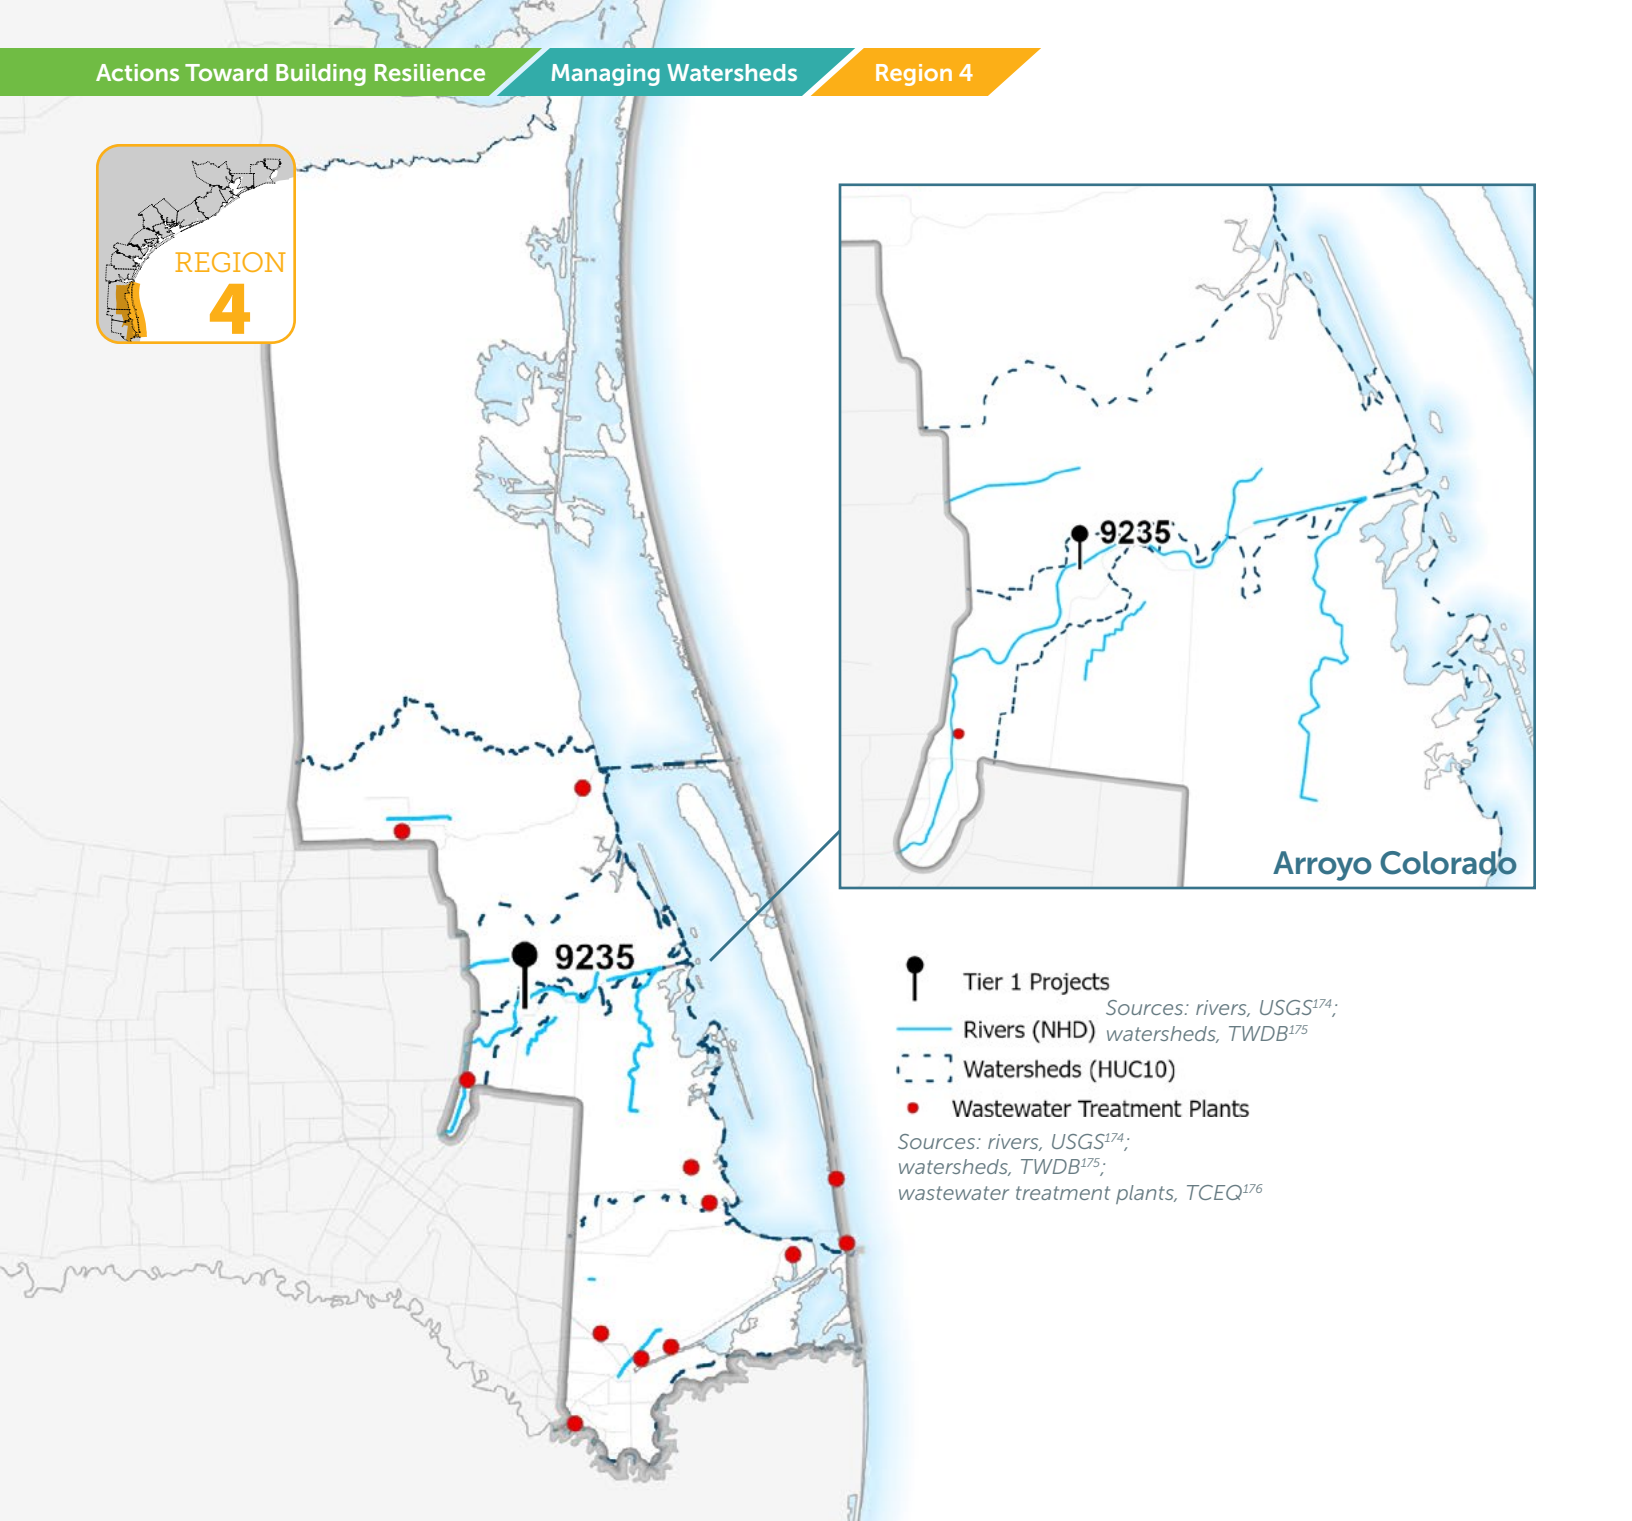 Actions Toward Building Resilience
Managing Watersheds
Region 4
REGION
4
9235
Arroyo Colorado
9235
Tier 1 Projects
Sources: rivers, USGS174;
watersheds, TWDB175
Rivers (NHD)
Watersheds (HUC10)
Wastewater Treatment Plants
Sources: rivers, USGS174;
watersheds, TWDB175;
wastewater treatment plants, TCEQ176